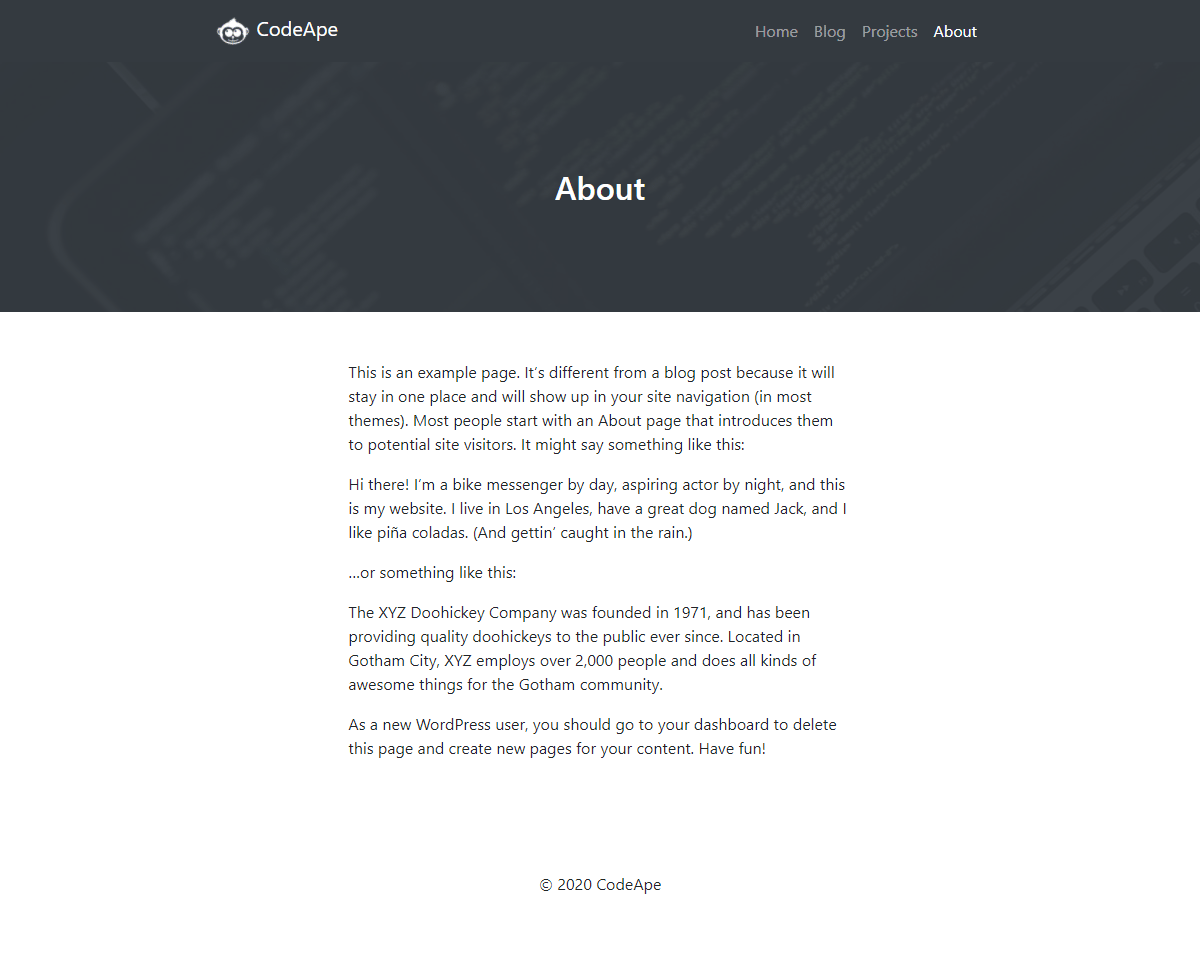 CodeApe
Home Blog Projects About
About
This is an example page. It’s different from a blog post because it will
stay in one place and will show up in your site navigation (in most
themes). Most people start with an About page that introduces them
to potential site visitors. It might say something like this:
Hi there! I’m a bike messenger by day, aspiring actor by night, and this
is my website. I live in Los Angeles, have a great dog named Jack, and I
like piña coladas. (And gettin’ caught in the rain.)
…or something like this:
The XYZ Doohickey Company was founded in 1971, and has been
providing quality doohickeys to the public ever since. Located in
Gotham City, XYZ employs over 2,000 people and does all kinds of
awesome things for the Gotham community.
As a new WordPress user, you should go to your dashboard to delete
this page and create new pages for your content. Have fun!
© 2020 CodeApe